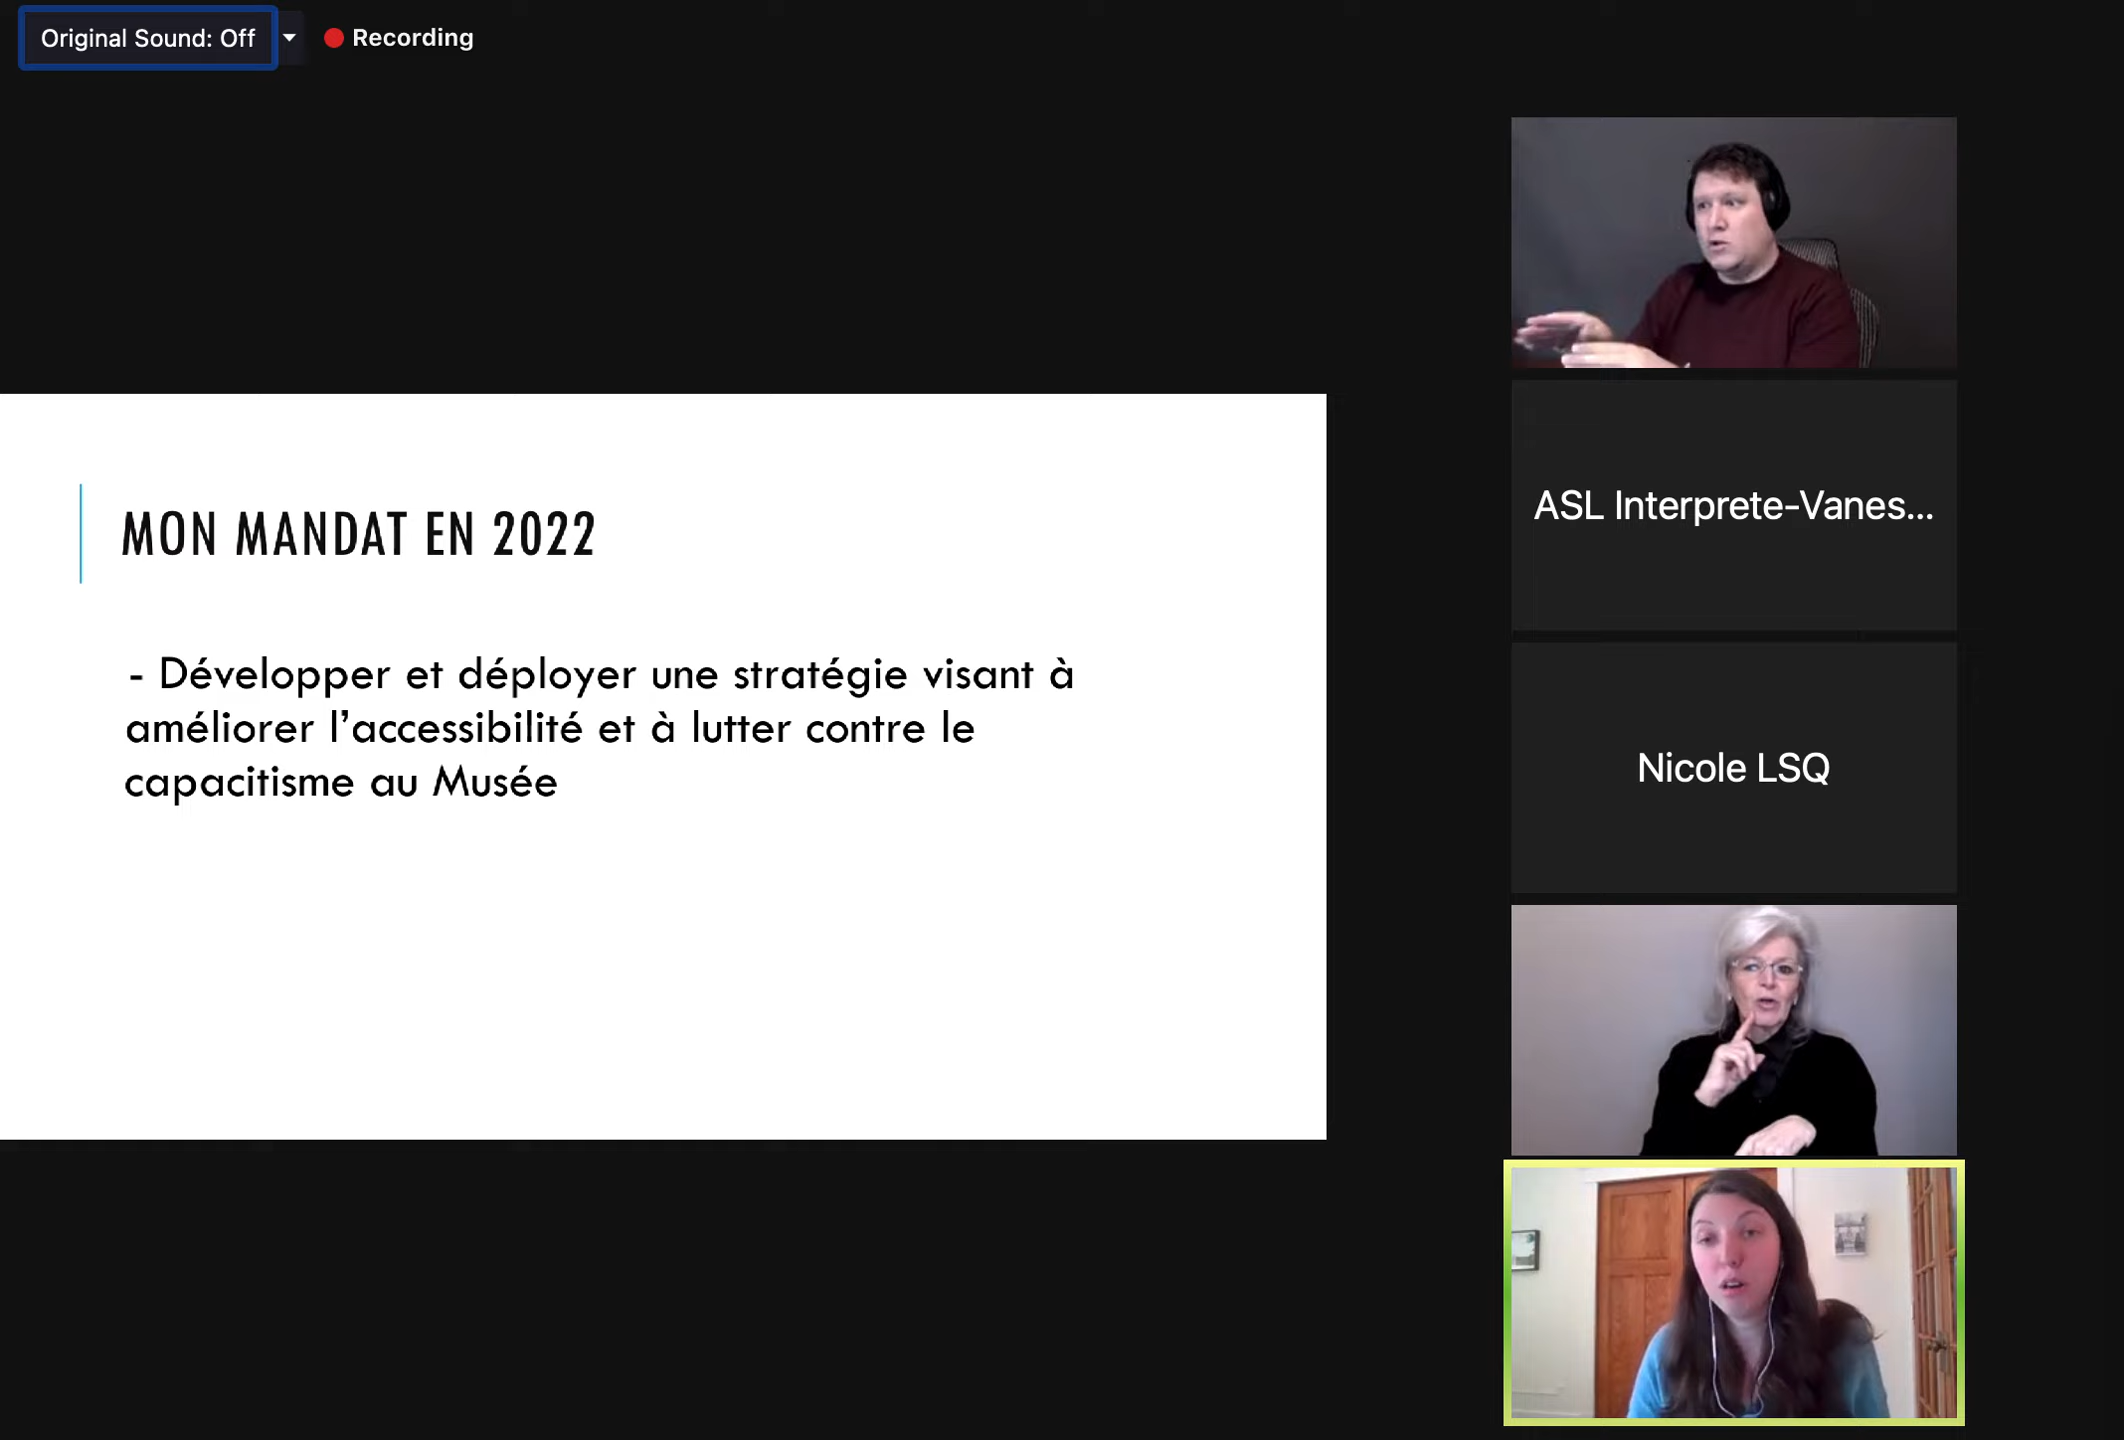 Original Sound: Off
Recording
MON MANDAT EN 2022
- Développer et déployer une stratégie visant à
améliorer l’accessibilité et à lutter contre le
capacitisme au Musée
ASL Interprete-Vanes...
Nicole LSQ